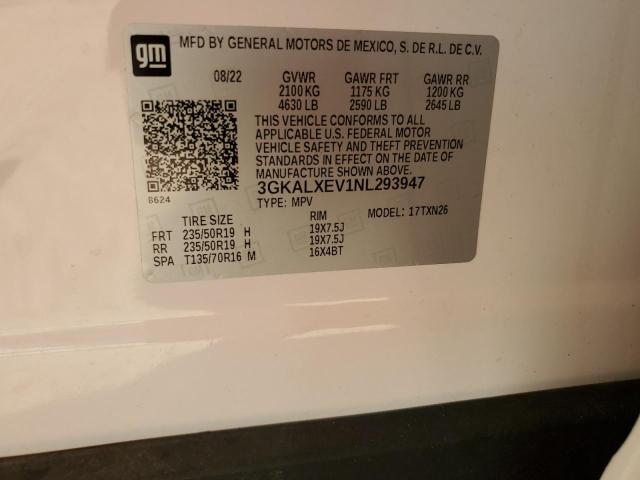 gm MFD BY GENERAL MOTORS DE MEXICO, S. DE R.L. DE C.V.
08/22 GVWR GAWR FRT GAWR RR
2100 KG 1175 KG 1200 KG
4630 LB 2590 LB 2645 LB
THIS VEHICLE CONFORMS TO ALL
APPLICABLE U.S. FEDERAL MOTOR
VEHICLE SAFETY AND THEFT PREVENTION
STANDARDS IN EFFECT ON THE DATE OF
MANUFACTURE SHOWN ABOVE.
3GKALXEV1NL293947
B624
TYPE: MPV MODEL: 17TXN26
TIRE SIZE RIM
FRT 235/50R19 H 19X7.5J
RR 235/50R19 H 19X7.5J
SPA T135/70R16 M 16X4BT